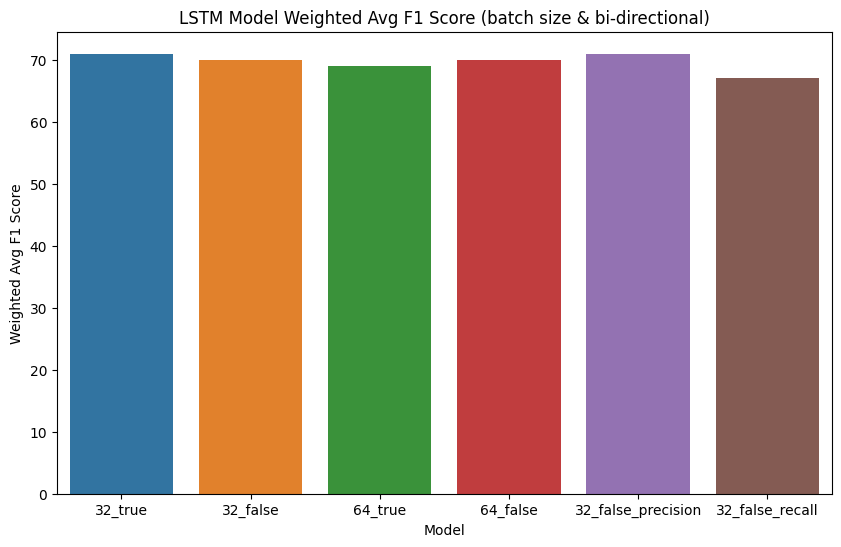 LSTM Model Weighted Avg F1 Score (batch size & bi-directional)
Weighted Avg F1 Score
70
60
50
40
30
20
10
0
32_true 32_false 64_true 64_false 32_false_precision 32_false_recall
Model